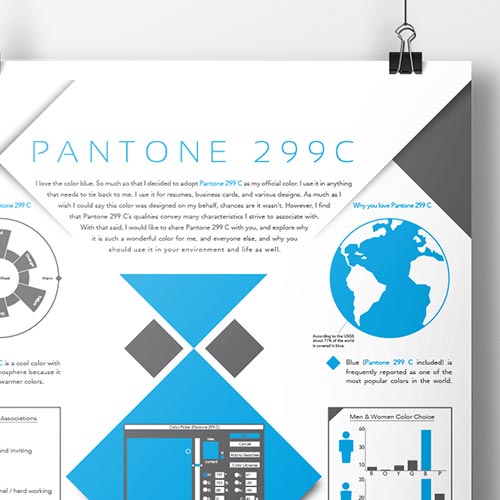 PANTONE 299C
I love the color blue. So much so that I decided to adopt Pantone 299 C as my official color. I use it in anything
that needs to tie back to me. I use it for resumes, business cards, and various designs. As much as I
wish I could say this color was designed on my behalf, chances are it wasn't. However, I find
that Pantone 299 C's qualities convey many characteristics I strive to associate with.
With that said, I would like to share Pantone 299 C with you, and explore why
it is such a wonderful color for me, and everyone else, and why you
should use it in your environment and life as well.
299 C
Why you love Pantone 299 C
Warm
According to the USGS
about 71% of the world
is covered in blue.
C is a cool color with
because it
warmer colors.
Blue (Pantone 299 C included) is
frequently reported as one of the
most popular colors in the world.
Associations
and inviting
/ hard working
Color Picker (Pantone 299 C)
Cancel
Add to Swatches
Color Libraries
Men & Women Color Choice
60
40
20
10
R O Y G B P
60
40